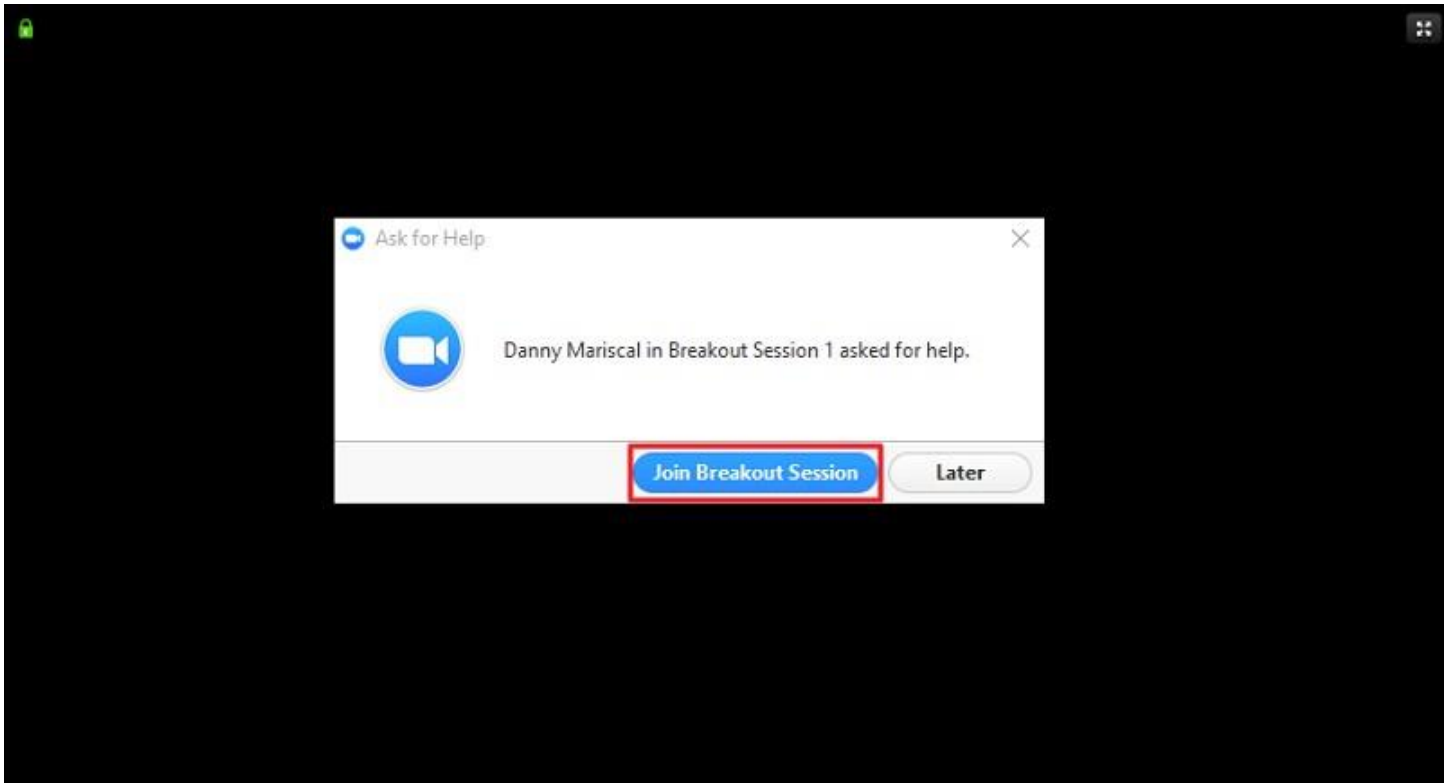 Ask for Help
Danny Mariscal in Breakout Session 1 asked for help.
Join Breakout Session
Later